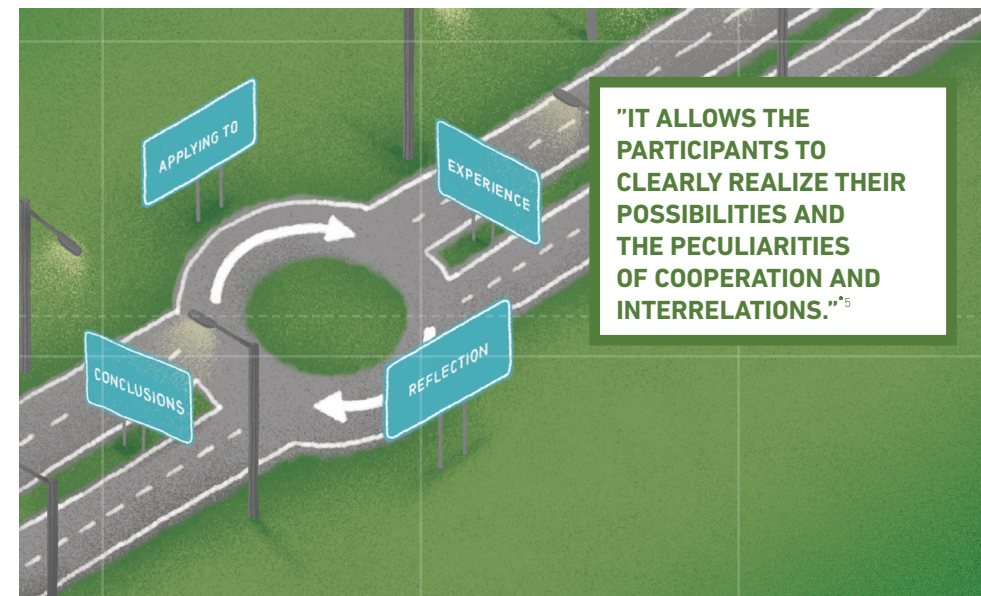 APPLYING TO
EXPERIENCE
"IT ALLOWS THE
PARTICIPANTS TO
CLEARLY REALIZE THEIR
POSSIBILITIES AND
THE PECULIARITIES
OF COOPERATION AND
INTERRELATIONS."•5
REFLECTION
CONCLUSIONS